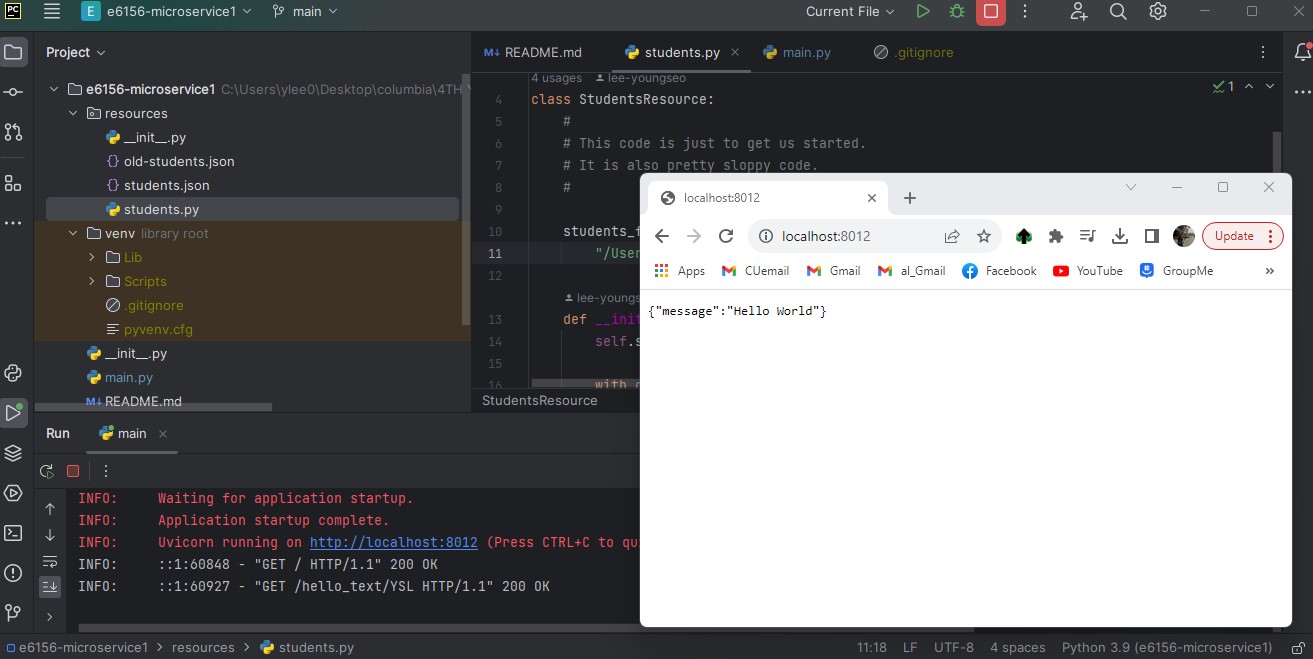 PC
E e6156-microservice1
main
Current File
Project
e6156-microservice1 C:\Users\ylee0\Desktop\columbia\4TH
resources
__init__.py
{} old-students.json
{} students.json
students.py
venv library root
Lib
Scripts
.gitignore
pyvenv.cfg
__init__.py
main.py
M↓ README.md
M↓ README.md
students.py
main.py
.gitignore
4 usages lee-youngseo
1
4 class StudentsResource:
5 #
6 # This code is just to get us started.
7 # It is also pretty sloppy code.
8 #
9
10 students_f
11 "/User
12
lee-youngs
13 def __init
14 self.s
15
16 with o
StudentsResource
localhost:8012
localhost:8012
Update
Apps
CUemail
Gmail
al_Gmail
Facebook
YouTube
GroupMe
»
{"message":"Hello World"}
Run
main
INFO: Waiting for application startup.
INFO: Application startup complete.
INFO: Uvicorn running on http://localhost:8012 (Press CTRL+C to qu
INFO: ::1:60848 - "GET / HTTP/1.1" 200 OK
INFO: ::1:60927 - "GET /hello_text/YSL HTTP/1.1" 200 OK
e6156-microservice1 > resources > students.py
11:18 LF UTF-8 4 spaces Python 3.9 (e6156-microservice1)